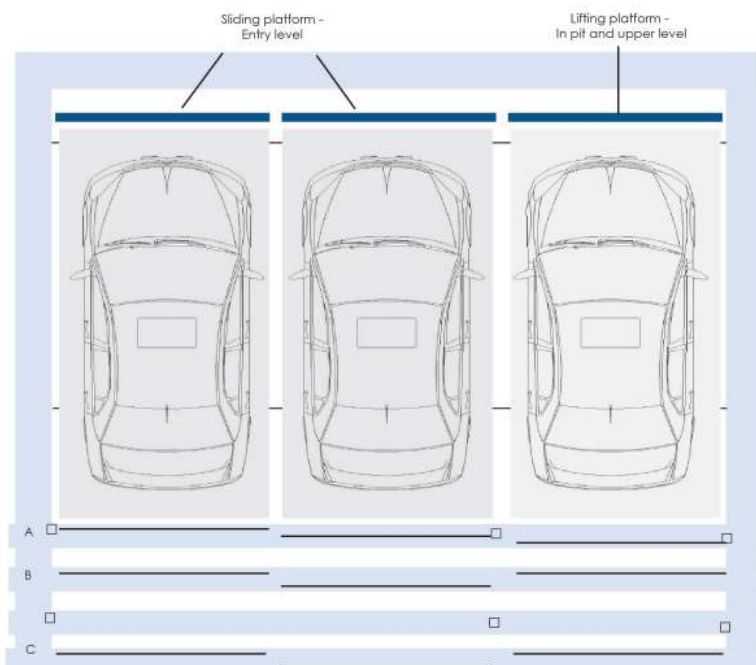 Sliding platform -
Entry level
Lifting platform -
In pit and upper level
A
B
C